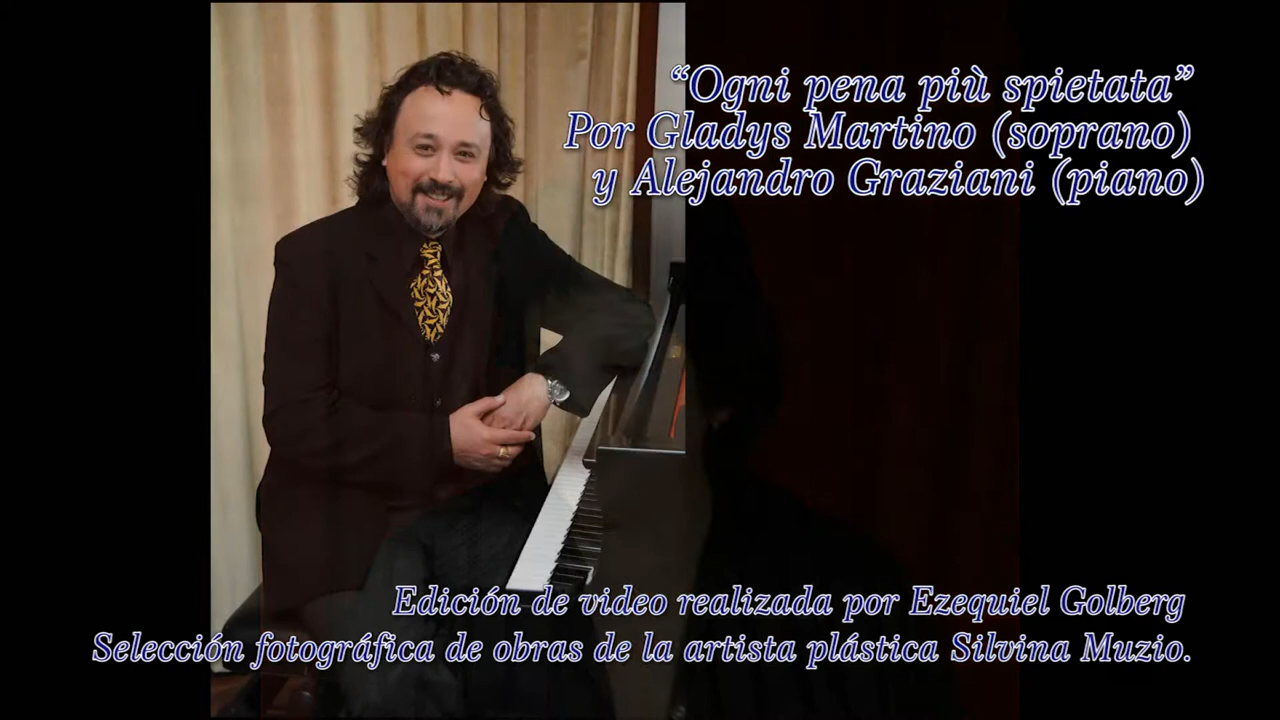 “Ogni pena più spietata”
Por Gladys Martino (soprano)
y Alejandro Graziani (piano)
Edición de video realizada por Ezequiel Golberg
Selección fotográfica de obras de la artista plástica Silvina Muzio.